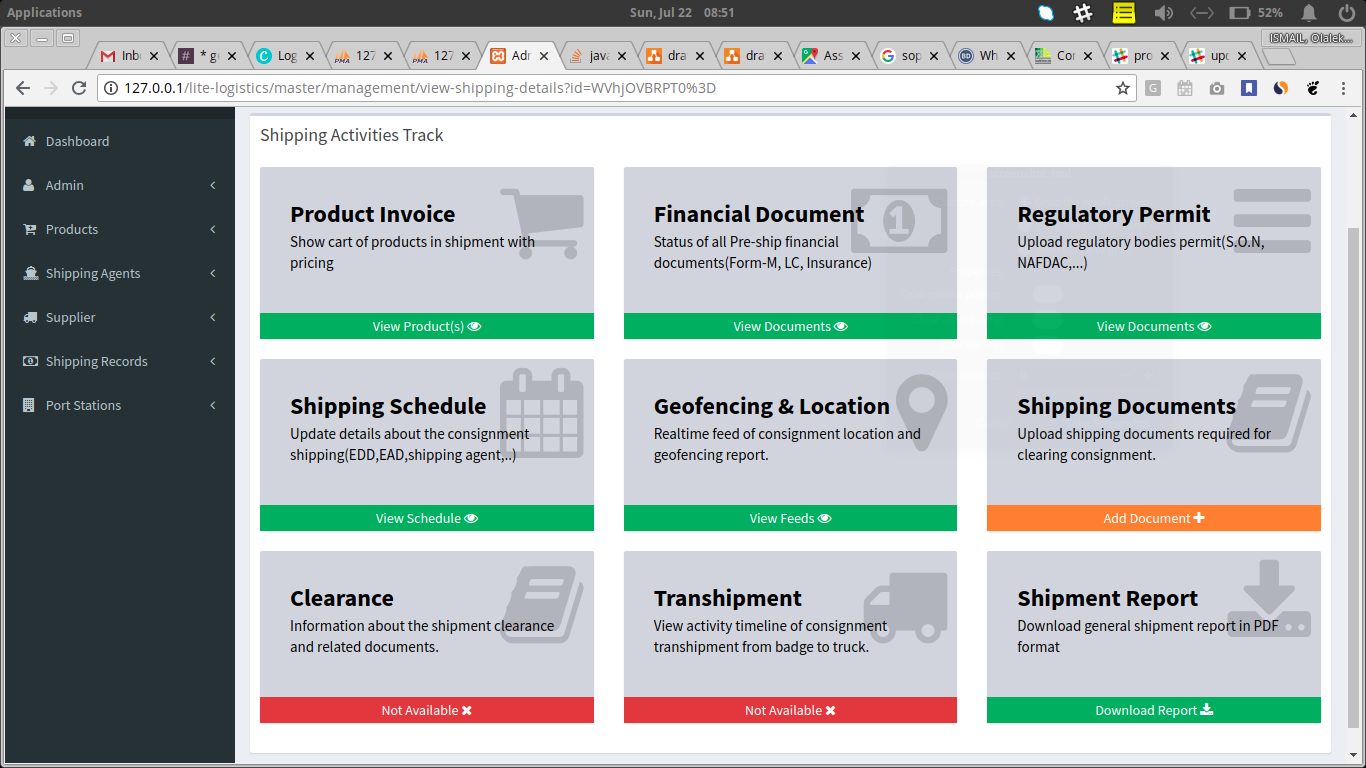 Applications
Sun, Jul 22 08:51
52%
ISMAIL, Olalek...
Inb
* ge
Log
127
127
Adr
java
dra
dra
Ass
sop
Wh
Cor
pro
upc
127.0.0.1/lite-logistics/master/management/view-shipping-details?id=WVhjOVBRPT0%3D
Dashboard
Admin
Products
Shipping Agents
Supplier
Shipping Records
Port Stations
Shipping Activities Track
Product Invoice
Show cart of products in shipment with
pricing
View Product(s)
Financial Document
Status of all Pre-ship financial
documents(Form-M, LC, Insurance)
View Documents
Regulatory Permit
Upload regulatory bodies permit(S.O.N,
NAFDAC,...)
View Documents
Shipping Schedule
Update details about the consignment
shipping(EDD,EAD,shipping agent,..)
View Schedule
Geofencing & Location
Realtime feed of consignment location and
geofencing report.
View Feeds
Shipping Documents
Upload shipping documents required for
clearing consignment.
Add Document
Clearance
Information about the shipment clearance
and related documents.
Not Available
Transhipment
View activity timeline of consignment
transhipment from badge to truck.
Not Available
Shipment Report
Download general shipment report in PDF
format
Download Report